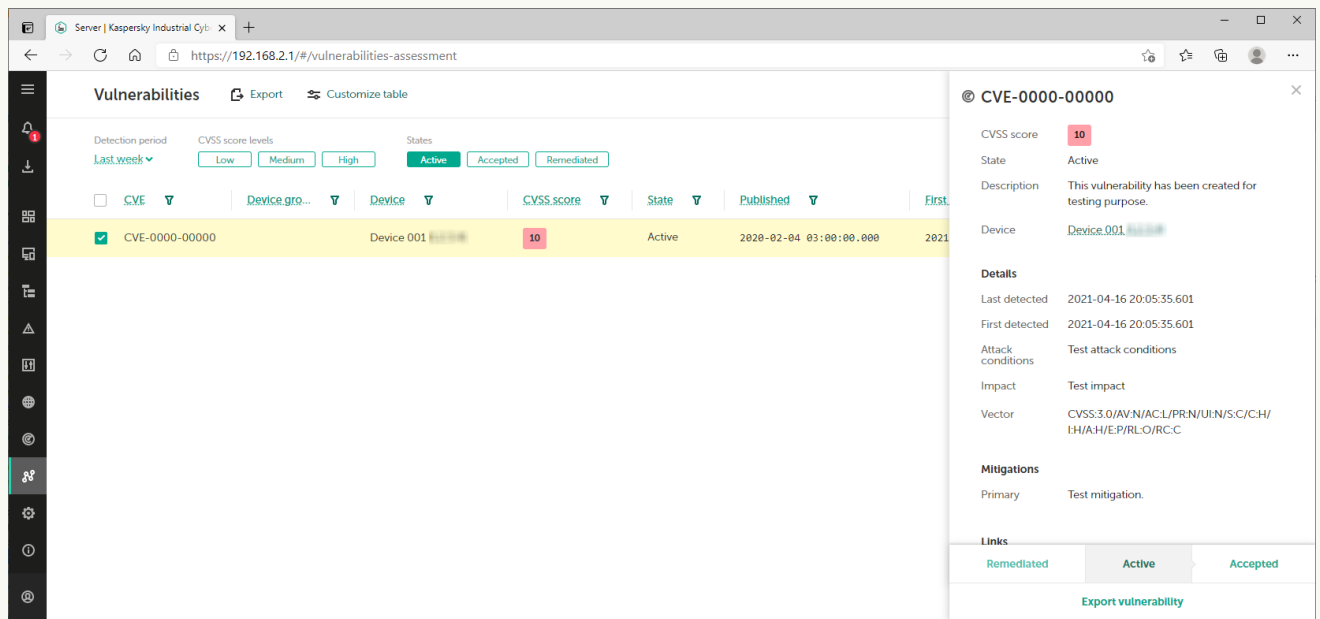 Server | Kaspersky Industrial Cyb
https://192.168.2.1/#/vulnerabilities-assessment
1
Vulnerabilities
Export
Customize table
Detection period
Last week
CVSS score levels
Low
Medium
High
States
Active
Accepted
Remediated
CVE
Device gro...
Device
CVSS score
State
Published
First
CVE-0000-00000
Device 001
10
Active
2020-02-04 03:00:00.000
2021
CVE-0000-00000
CVSS score
10
State
Active
Description
This vulnerability has been created for
testing purpose.
Device
Device 001
Details
Last detected
2021-04-16 20:05:35.601
First detected
2021-04-16 20:05:35.601
Attack
conditions
Test attack conditions
Impact
Test impact
Vector
CVSS:3.0/AV:N/AC:L/PR:N/UI:N/S:C/C:H/
I:H/A:H/E:P/RL:O/RC:C
Mitigations
Primary
Test mitigation.
Links
Remediated
Active
Accepted
Export vulnerability